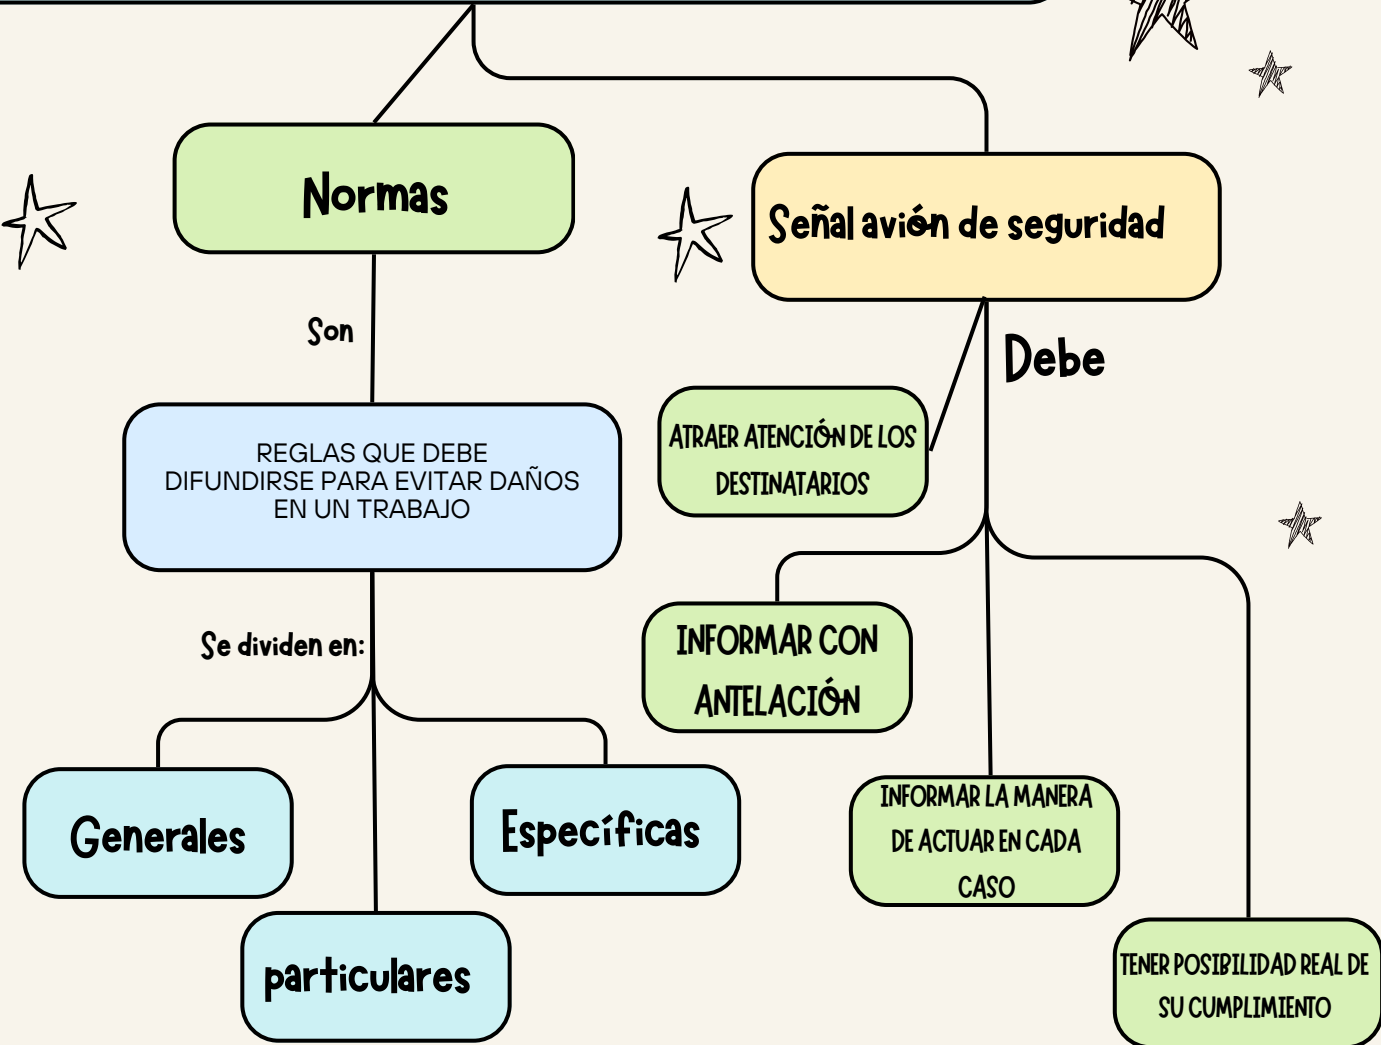 Normas
Señal avión de seguridad
Son
Debe
REGLAS QUE DEBE
DIFUNDIRSE PARA EVITAR DAÑOS
EN UN TRABAJO
ATRAER ATENCIÓN DE LOS
DESTINATARIOS
Se dividen en:
INFORMAR CON
ANTELACIÓN
Generales
Específicas
particulares
INFORMAR LA MANERA
DE ACTUAR EN CADA
CASO
TENER POSIBILIDAD REAL DE
SU CUMPLIMIENTO